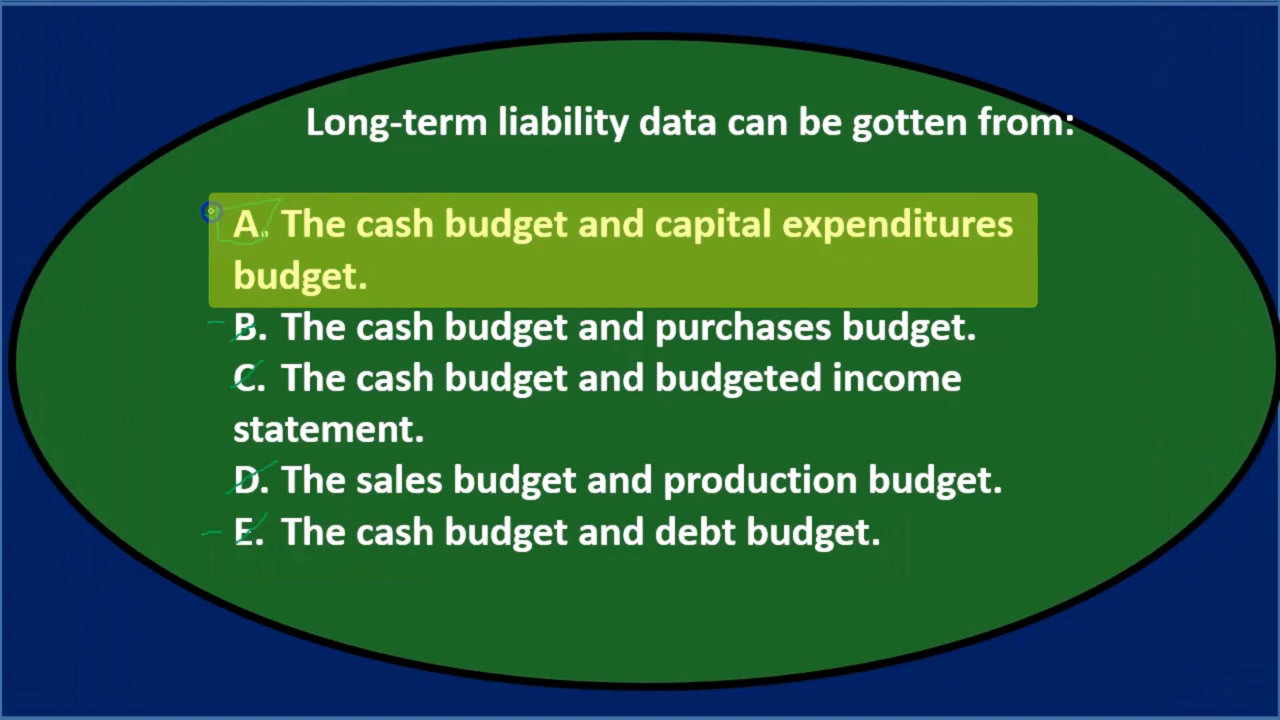 Long-term liability data can be gotten from:
A. The cash budget and capital expenditures
budget.
B. The cash budget and purchases budget.
C. The cash budget and budgeted income
statement.
D. The sales budget and production budget.
E. The cash budget and debt budget.